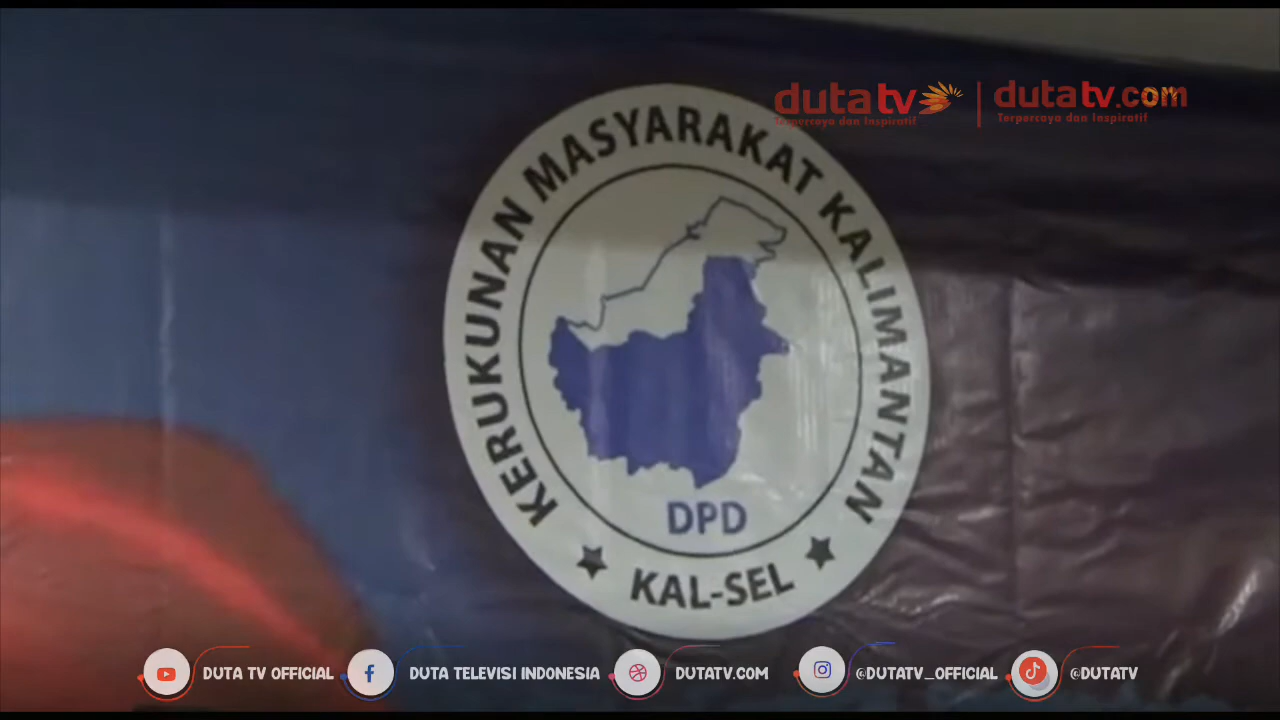 dutatv
Terpercaya dan Inspiratif
dutatv.com
Terpercaya dan Inspiratif
KERUKUNAN MASYARAKAT KALIMANTAN
DPD
KAL-SEL
DUTA TV OFFICIAL
DUTA TELEVISI INDONESIA
DUTATV.COM
@DUTATV_OFFICIAL
@DUTATV